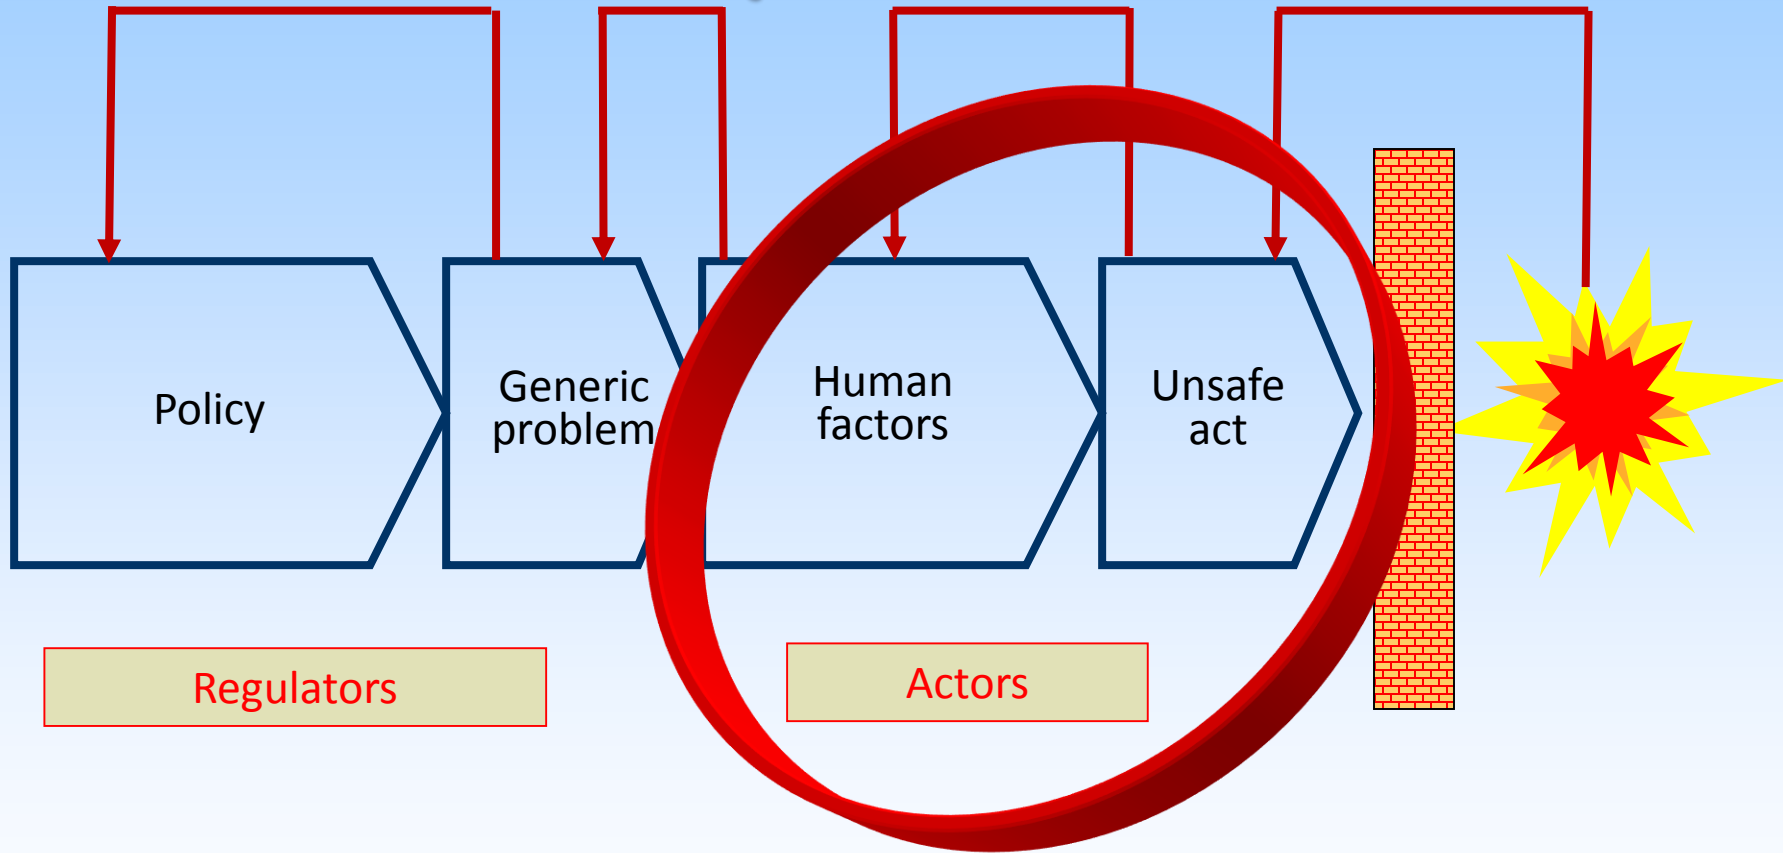 Policy
Generic
problem
Human
factors
Unsafe
act
Regulators
Actors